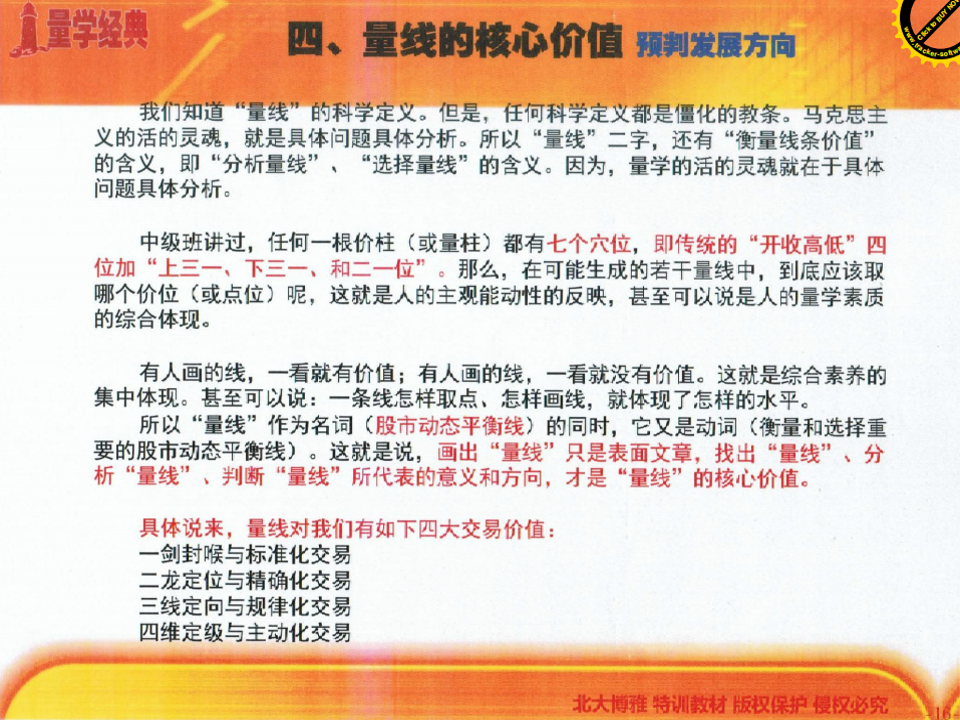 量学经典
四、量线的核心价值 预判发展方向
Click to BUY NOW
www.tracker-softw
我们知道“量线”的科学定义。但是，任何科学定义都是僵化的教条。马克思主
义的活的灵魂，就是具体问题具体分析。所以“量线”二字，还有“衡量线条价值”
的含义，即“分析量线”、“选择量线”的含义。因为，量学的活的灵魂就在于具体
问题具体分析。
中级班讲过，任何一根价柱（或量柱）都有七个穴位，即传统的“开收高低”四
位加“上三一、下三一、和二一位”。那么，在可能生成的若干量线中，到底应该取
哪个价位（或点位）呢，这就是人的主观能动性的反映，甚至可以说是人的量学素质
的综合体现。
有人画的线，一看就有价值；有人画的线，一看就没有价值。这就是综合素养的
集中体现。甚至可以说：一条线怎样取点、怎样画线，就体现了怎样的水平。
所以“量线”作为名词（股市动态平衡线）的同时，它又是动词（衡量和选择重
要的股市动态平衡线）。这就是说，画出“量线”只是表面文章，找出“量线”、分
析“量线”、判断“量线”所代表的意义和方向，才是“量线”的核心价值。
具体说来，量线对我们有如下四大交易价值：
一剑封喉与标准化交易
二龙定位与精确化交易
三线定向与规律化交易
四维定级与主动化交易
北大博雅 特训教材 版权保护 侵权必究
-16-